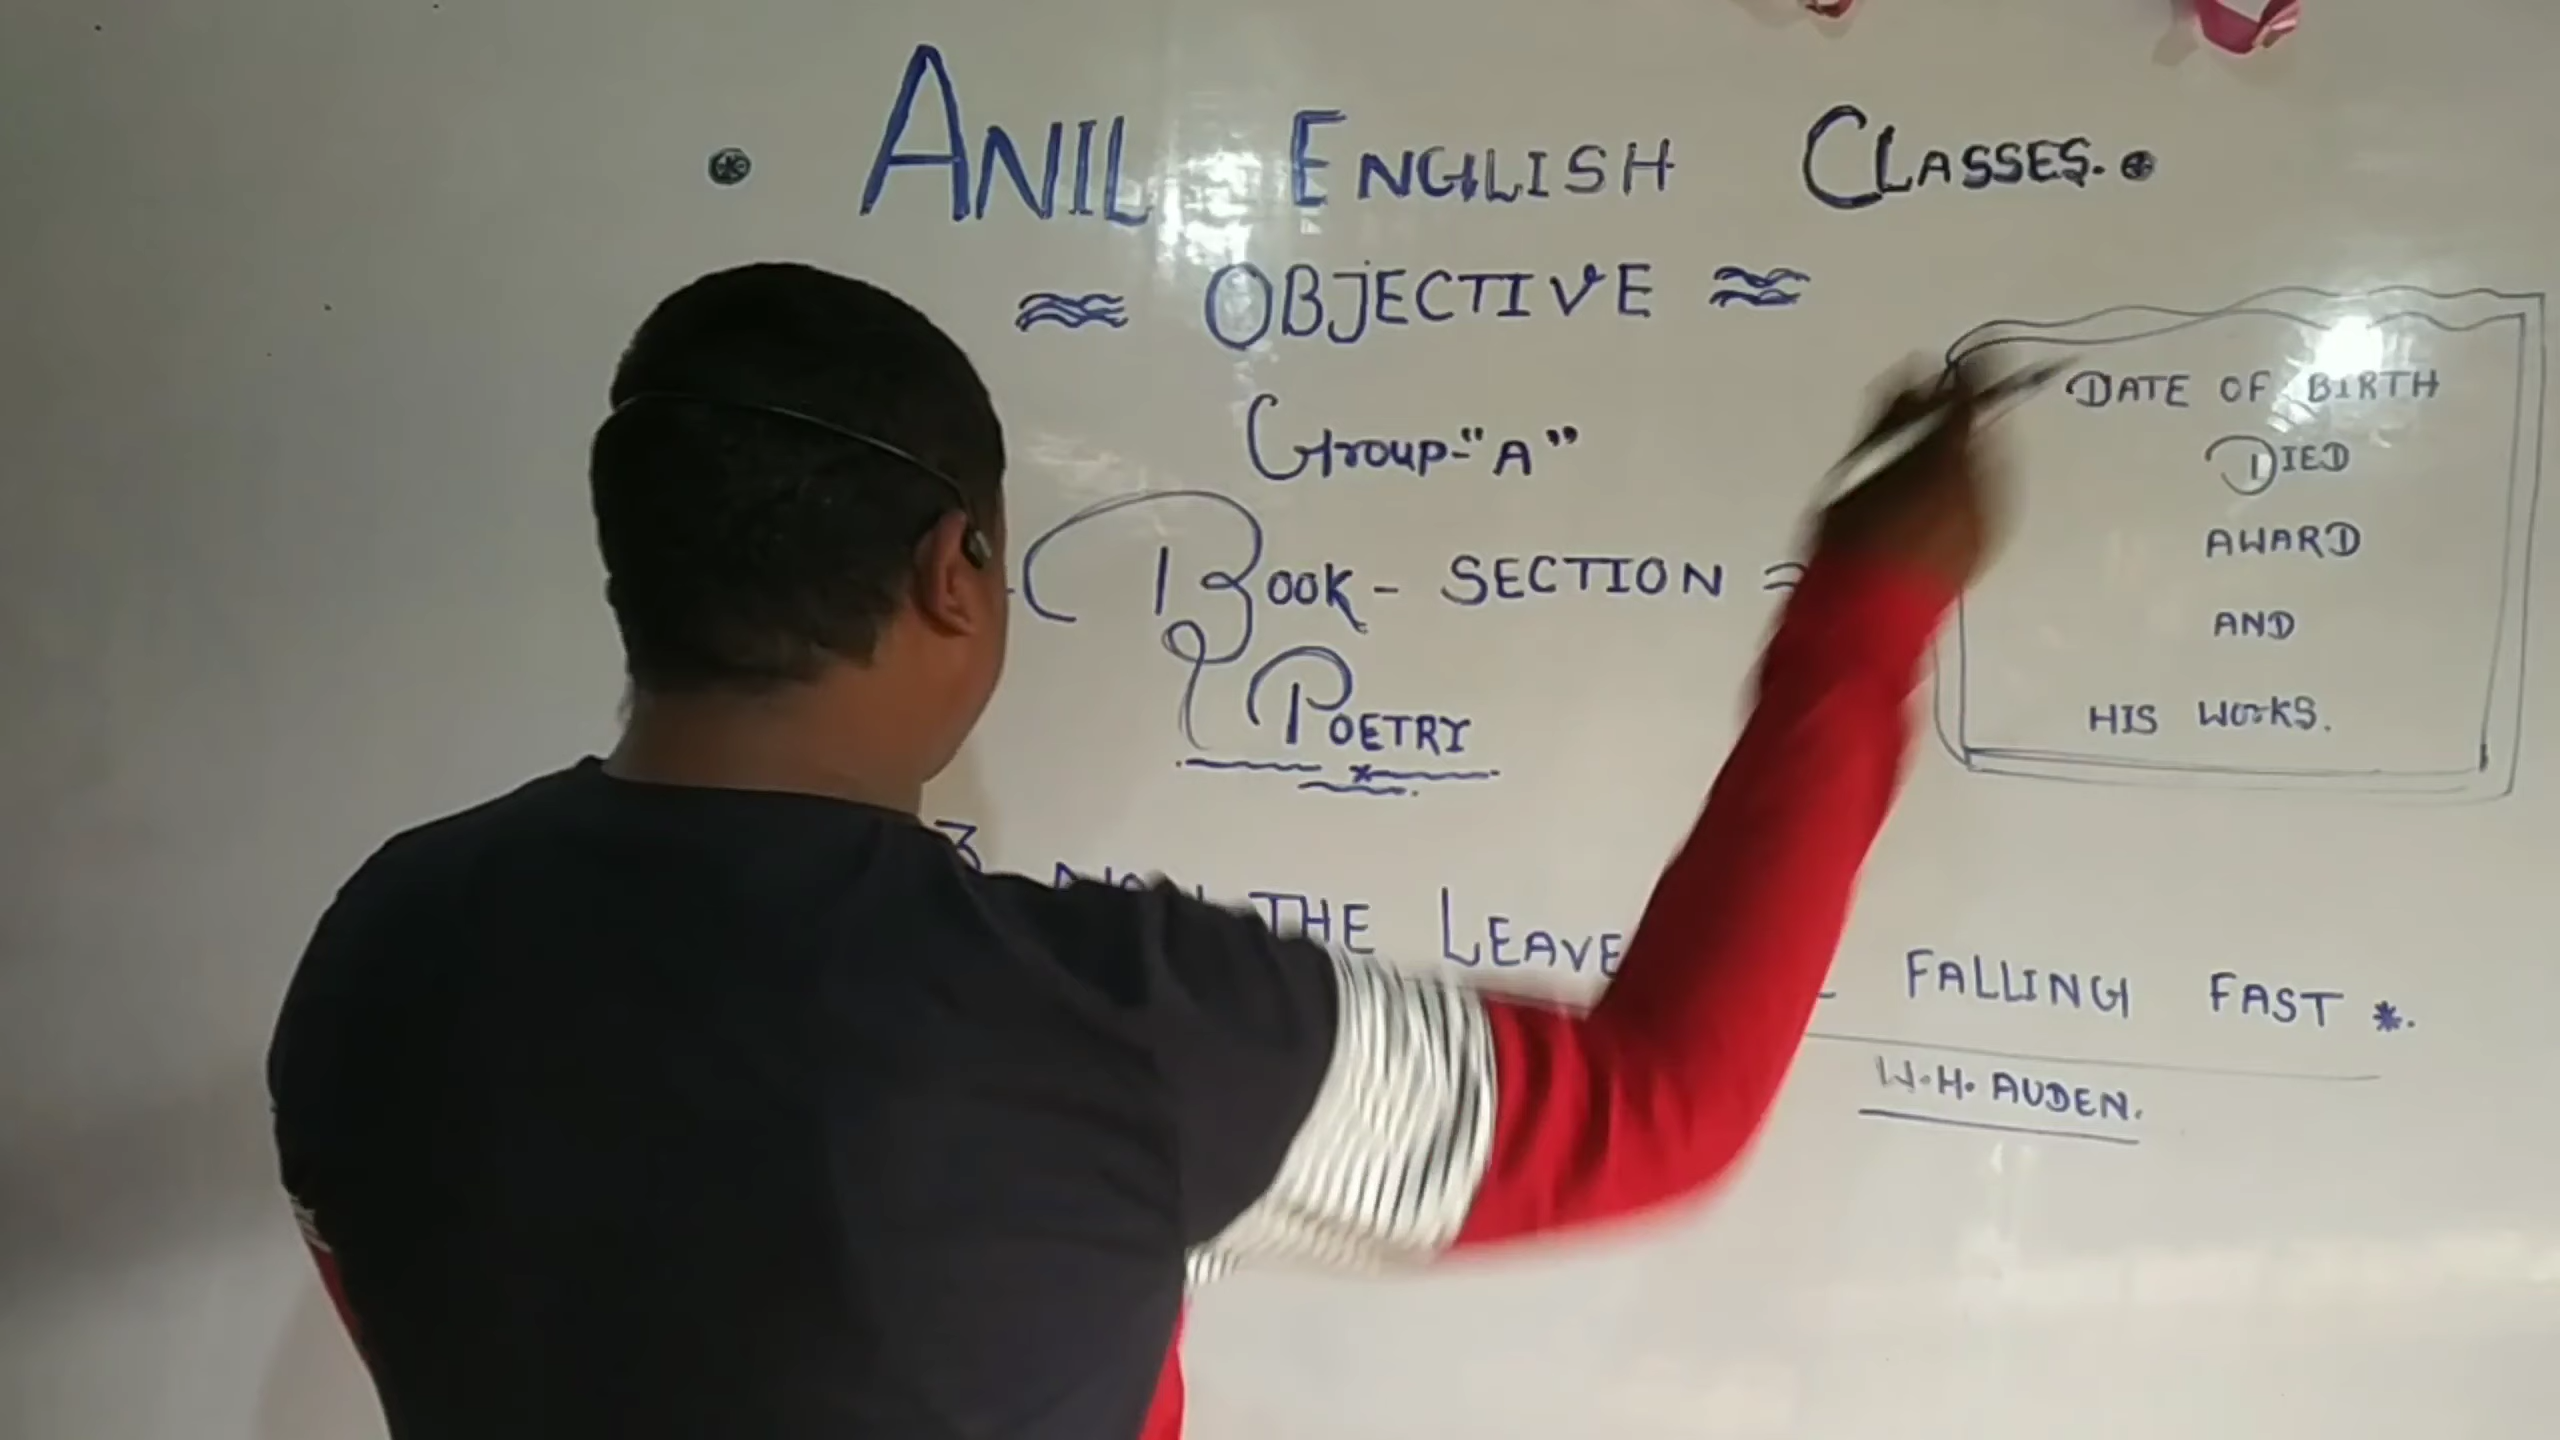 ANIL ENGLISH CLASSES.
OBJECTIVE
Group-"A"
BOOK - SECTION
POETRY
3 THE FALLING FAST *.
W.H. AUDEN.
DATE OF BIRTH
DIED
AWARD
AND
HIS WorKS.